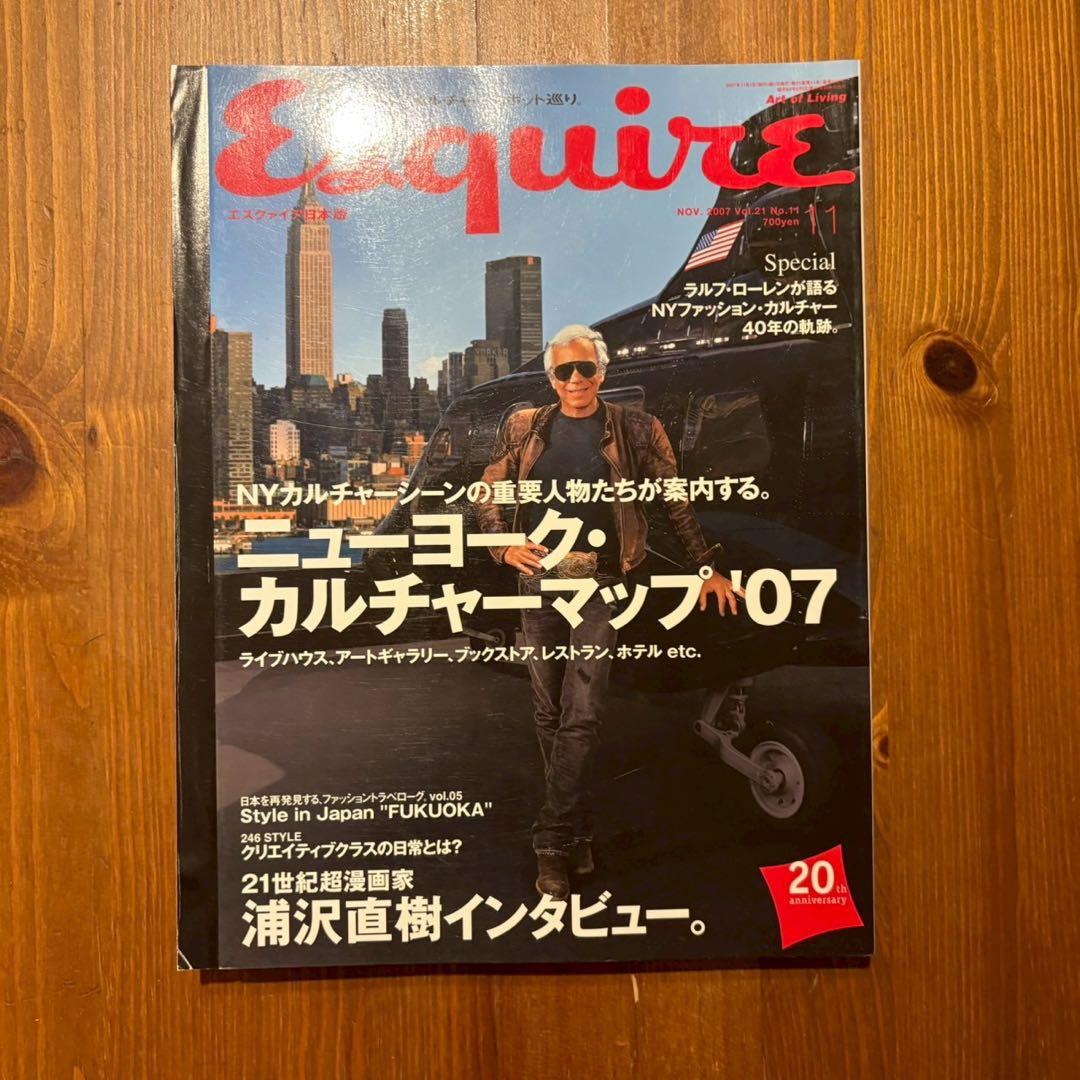 ット巡り。
Art of Living
Esquire
エスクァイア日本版
NOV. 2007 Vol.21 No.11
700yen
11
Special
ラルフ・ローレンが語る
NYファッション・カルチャー
40年の軌跡。
NYカルチャーシーンの重要人物たちが案内する。
ニューヨーク・
カルチャーマップ '07
ライブハウス、アートギャラリー、ブックストア、レストラン、ホテル etc.
日本を再発見する、ファッショントラベローグ。vol.05
Style in Japan "FUKUOKA"
246 STYLE
クリエイティブクラスの日常とは?
21世紀超漫画家
浦沢直樹インタビュー。
20th
anniversary